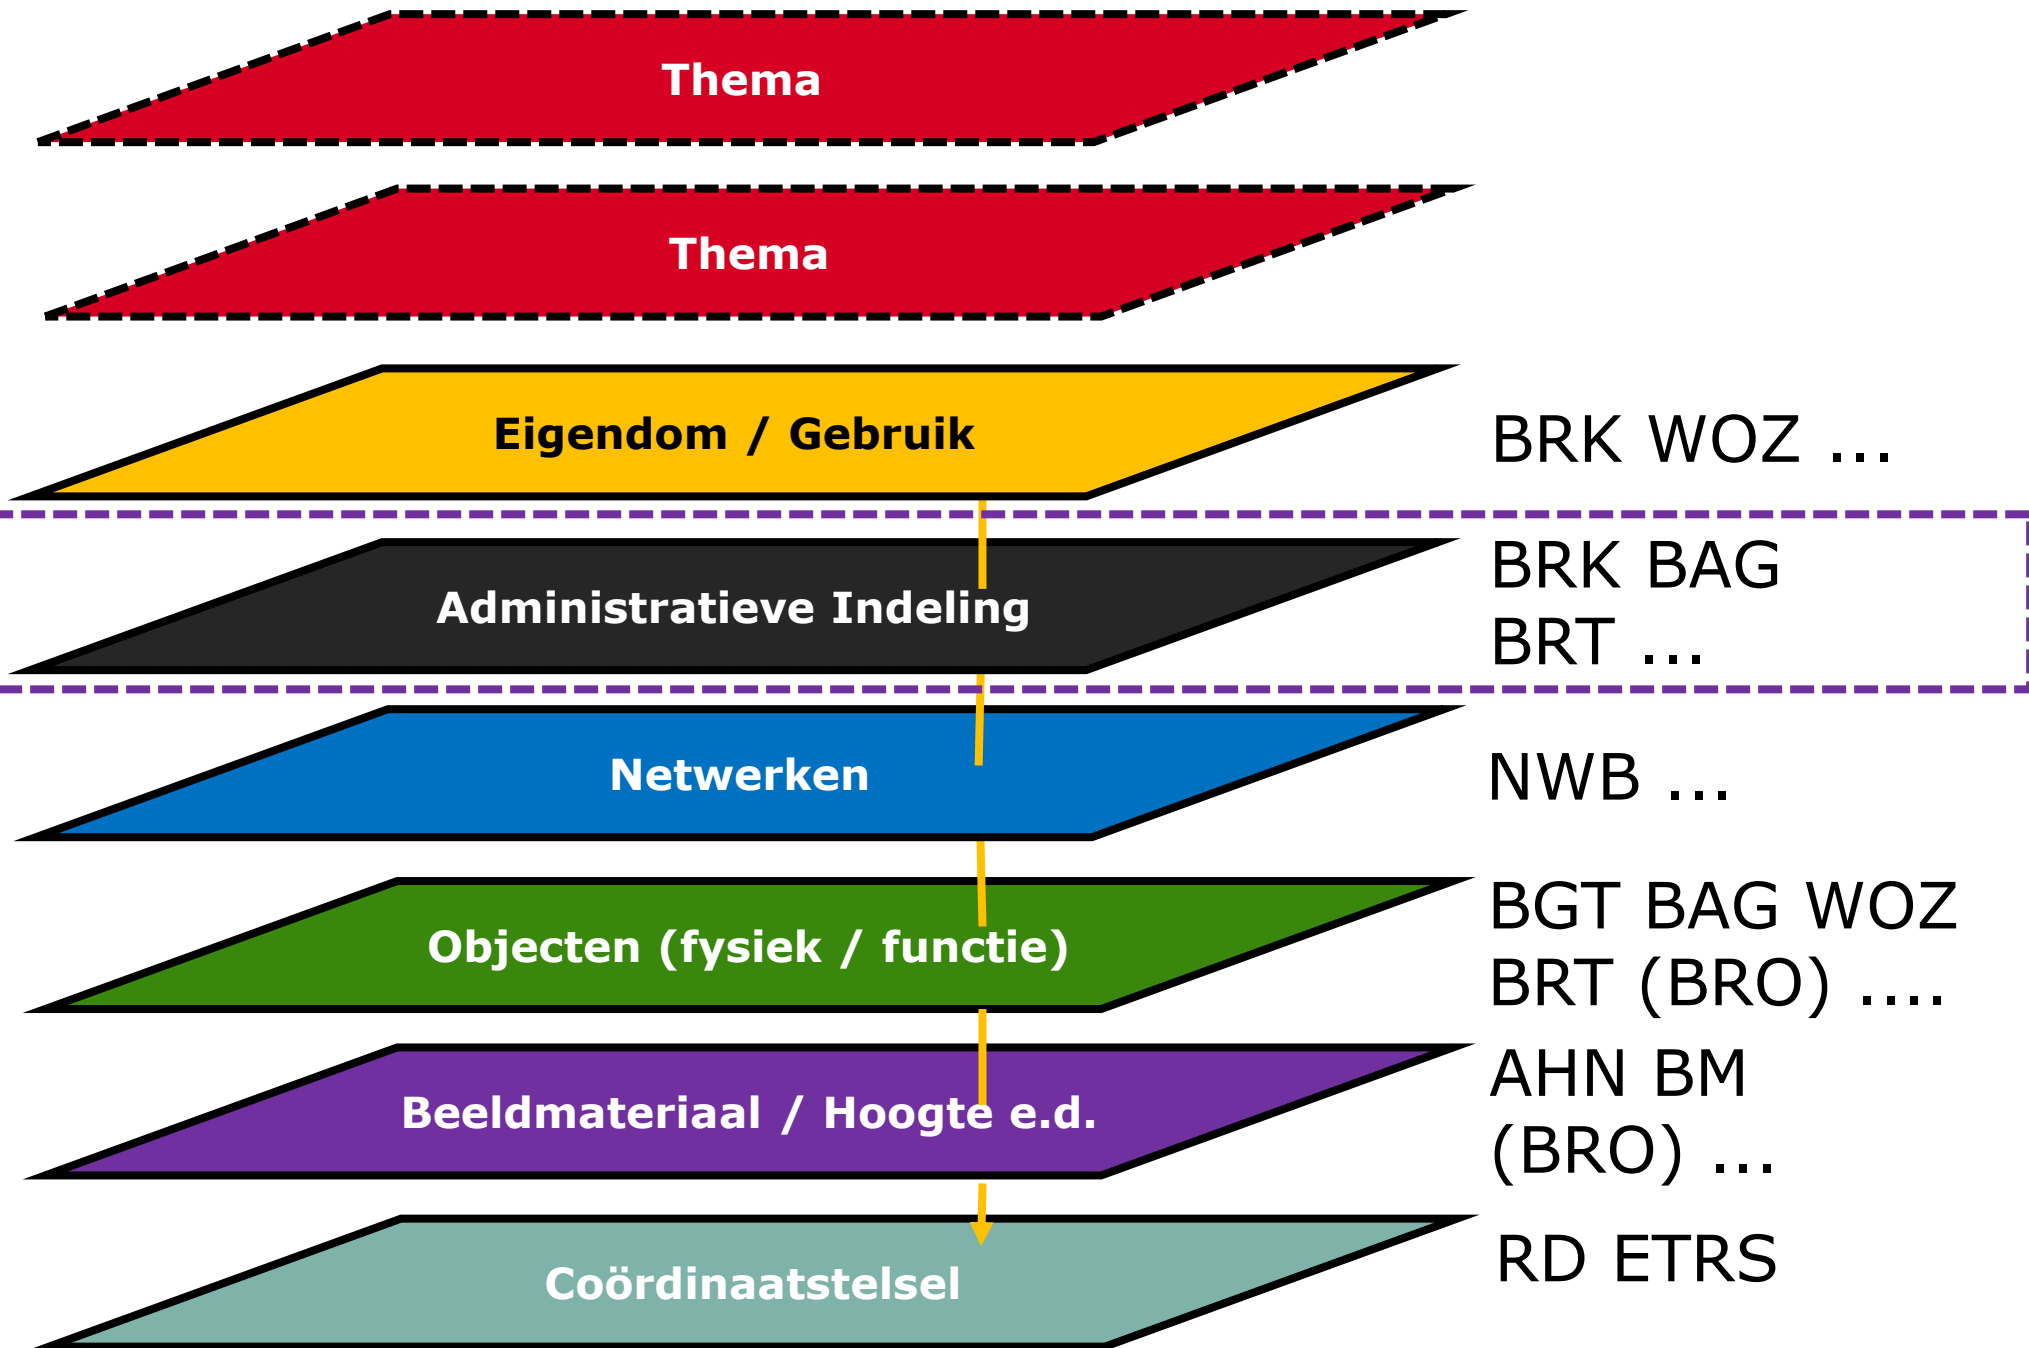 Thema
Thema
Eigendom / Gebruik
BRK WOZ ...
Administratieve Indeling
BRK BAG
BRT ...
Netwerken
NWB ...
Objecten (fysiek / functie)
BGT BAG WOZ
BRT (BRO) ....
Beeldmateriaal / Hoogte e.d.
AHN BM
(BRO) ...
Coördinaatstelsel
RD ETRS